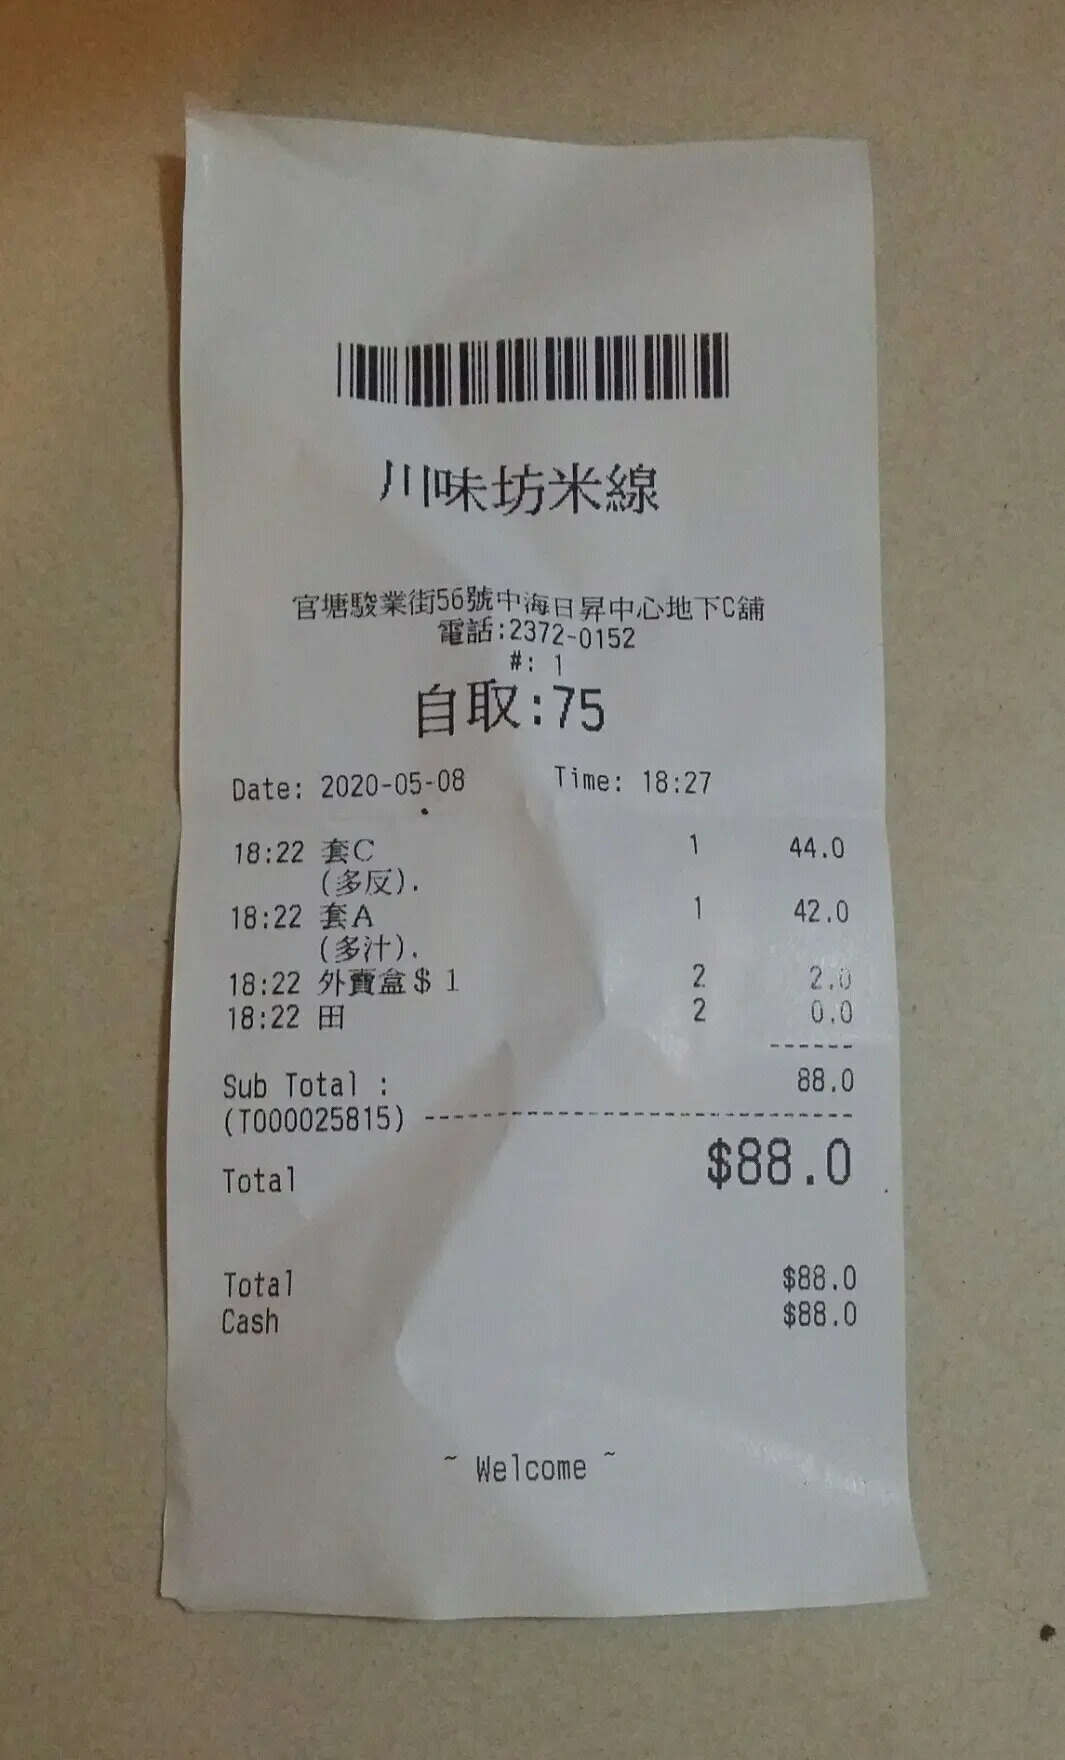 川味坊米線
官塘駿業街56號中海日昇中心地下C舖
電話:2372-0152
#: 1
自取:75
Date: 2020-05-08 Time: 18:27
18:22 套C 1 44.0
(多反).
18:22 套A 1 42.0
(多汁).
18:22 外賣盒$1 2 2.0
18:22 田 2 0.0
------
Sub Total : 88.0
(T000025815) ------------------------------
Total $88.0
Total $88.0
Cash $88.0
~ Welcome ~